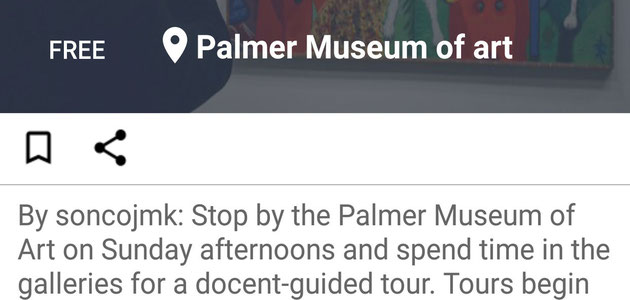 FREE
Palmer Museum of art
By soncojmk: Stop by the Palmer Museum of
Art on Sunday afternoons and spend time in the
galleries for a docent-guided tour. Tours begin